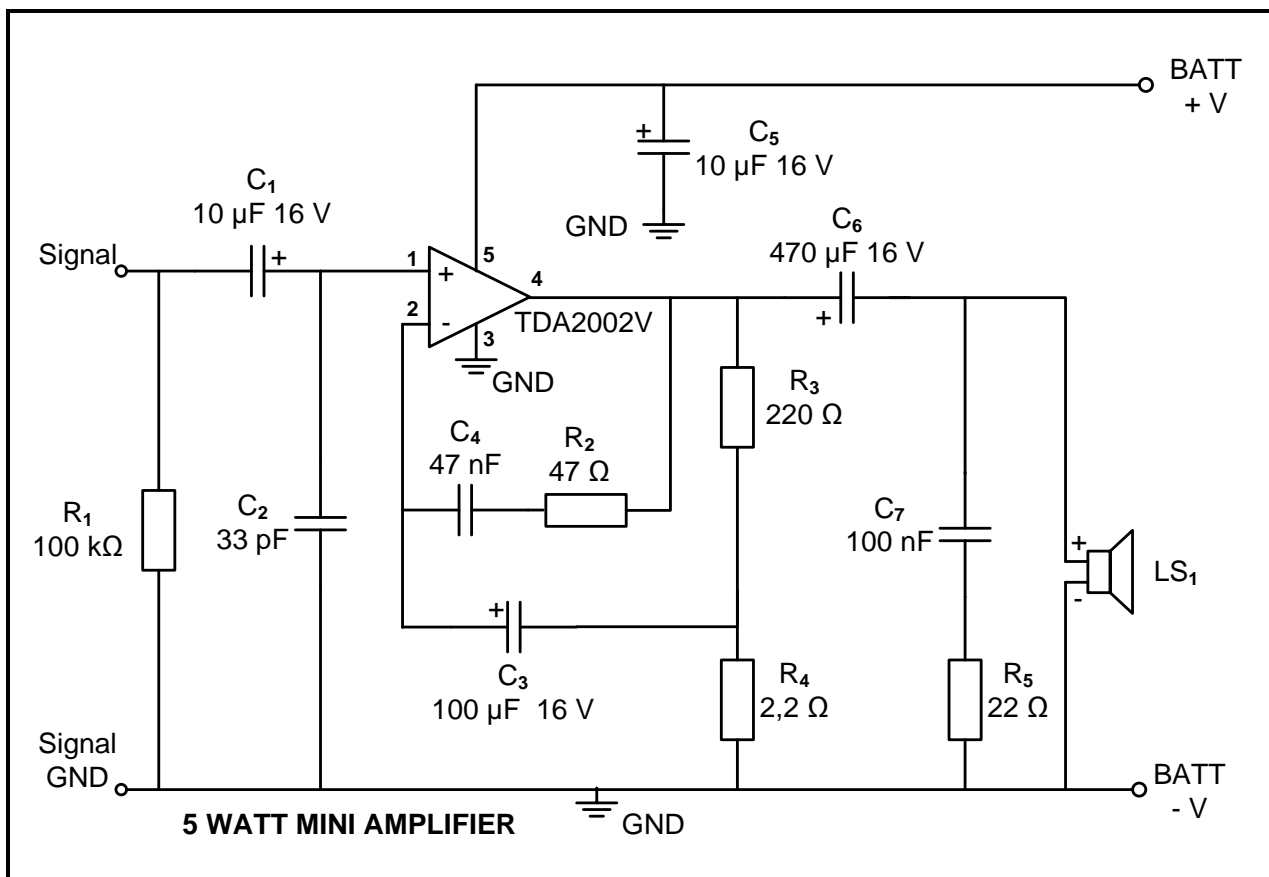 BATT
+ V
+
C5
10 µF 16 V
GND
C1
10 µF 16 V
+
Signal
C6
470 µF 16 V
+
1
+
5
4
2
-
3
TDA2002V
GND
R3
220 Ω
C4
47 nF
R2
47 Ω
R1
100 kΩ
C2
33 pF
C7
100 nF
+
-
LS1
+
C3
100 µF 16 V
R4
2,2 Ω
R5
22 Ω
Signal
GND
BATT
- V
5 WATT MINI AMPLIFIER
GND